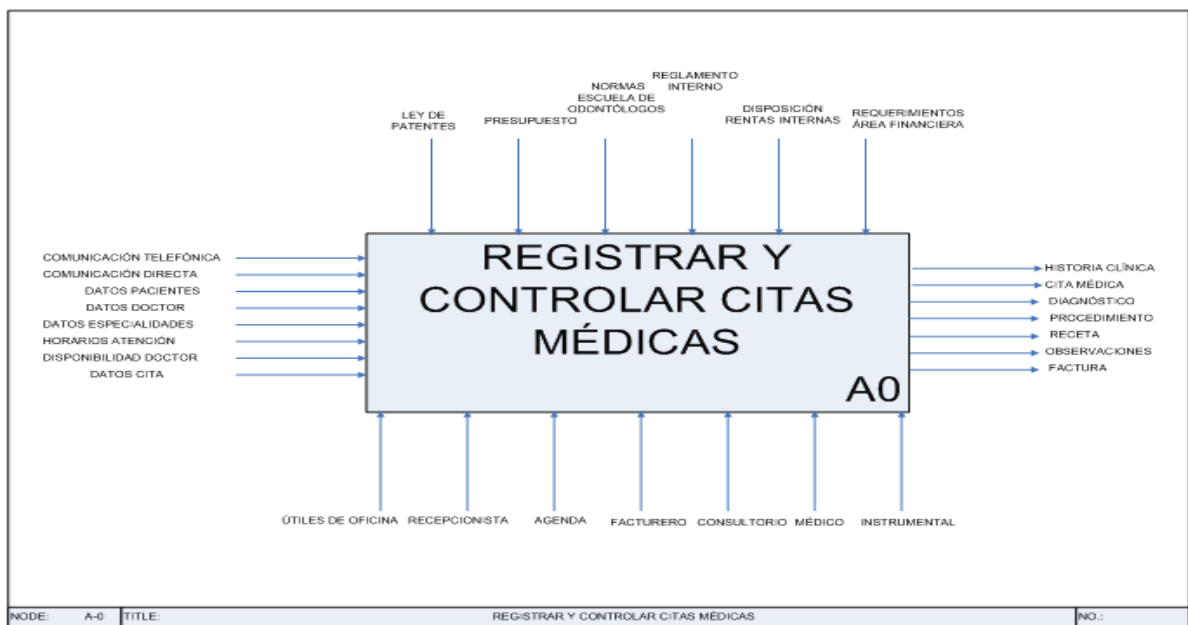 REGLAMENTO
INTERNO
NORMAS
ESCUELA DE
ODONTÓLOGOS
LEY DE
PATENTES
PRESUPUESTO
DISPOSICIÓN
RENTAS INTERNAS
REQUERIMIENTOS
ÁREA FINANCIERA
COMUNICACIÓN TELEFÓNICA
COMUNICACIÓN DIRECTA
DATOS PACIENTES
DATOS DOCTOR
DATOS ESPECIALIDADES
HORARIOS ATENCIÓN
DISPONIBILIDAD DOCTOR
DATOS CITA
REGISTRAR Y
CONTROLAR CITAS
MÉDICAS
A0
HISTORIA CLÍNICA
CITA MÉDICA
DIAGNÓSTICO
PROCEDIMIENTO
RECETA
OBSERVACIONES
FACTURA
ÚTILES DE OFICINA
RECEPCIONISTA
AGENDA
FACTURERO
CONSULTORIO
MÉDICO
INSTRUMENTAL
NODE: A-0 TITLE: REGISTRAR Y CONTROLAR CITAS MÉDICAS NO.: